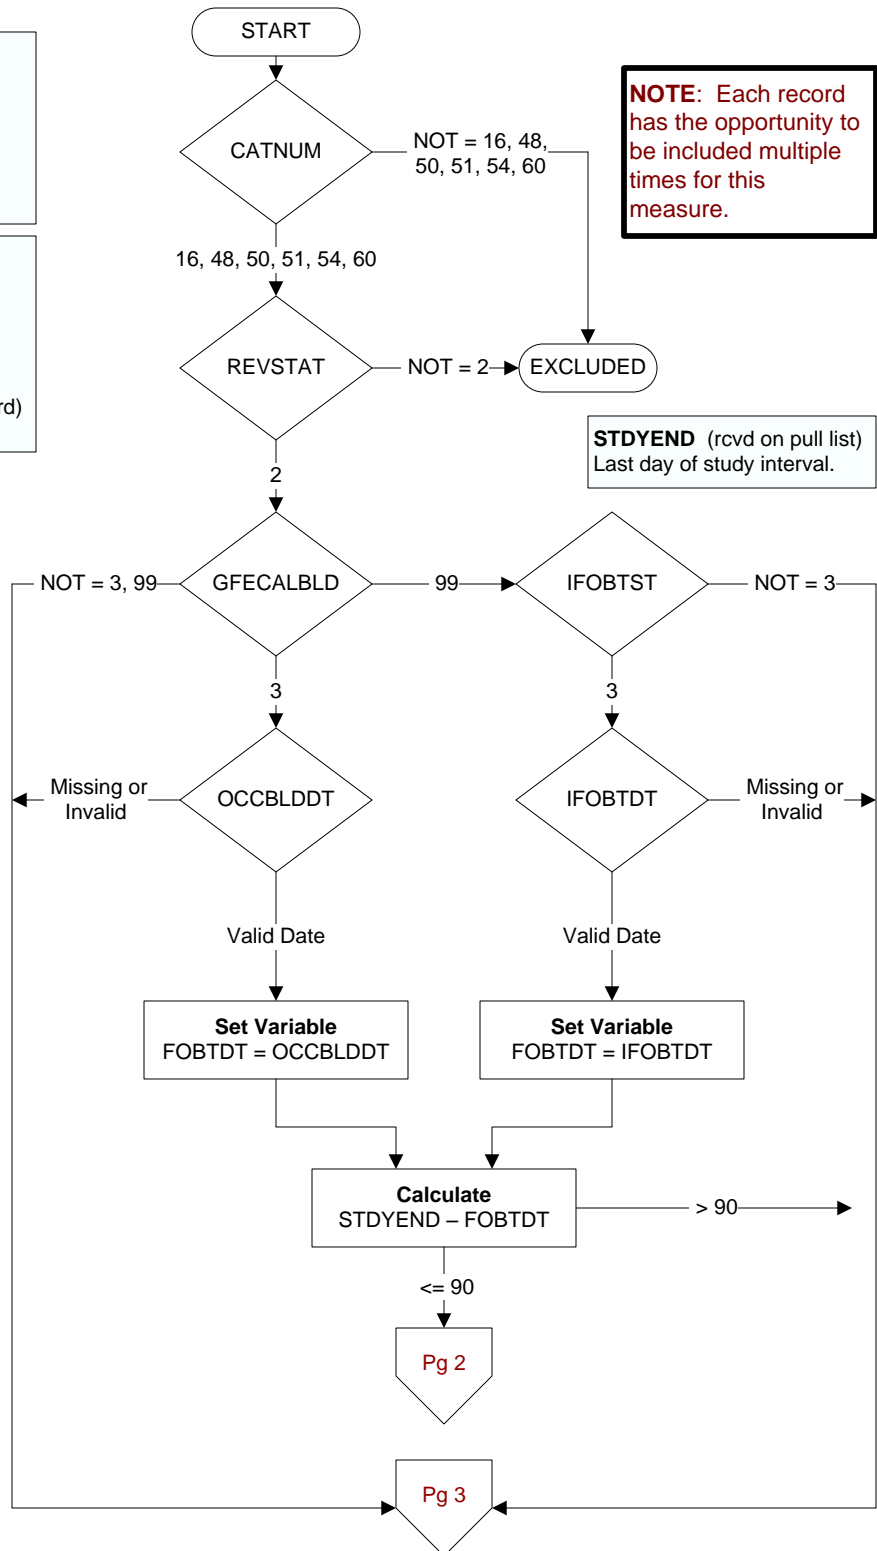 START
CATNUM
NOT = 16, 48,
50, 51, 54, 60
NOTE: Each record
has the opportunity to
be included multiple
times for this
measure.
16, 48, 50, 51, 54, 60
REVSTAT
NOT = 2
EXCLUDED
rd)
STDYEND (rcvd on pull list)
Last day of study interval.
2
NOT = 3, 99
GFECALBLD
99
IFOBTST
NOT = 3
3
3
Missing or
Invalid
OCCBLDDT
IFOBTDT
Missing or
Invalid
Valid Date
Valid Date
Set Variable
FOBTDT = OCCBLDDT
Set Variable
FOBTDT = IFOBTDT
Calculate
STDYEND – FOBTDT
> 90
<= 90
Pg 2
Pg 3